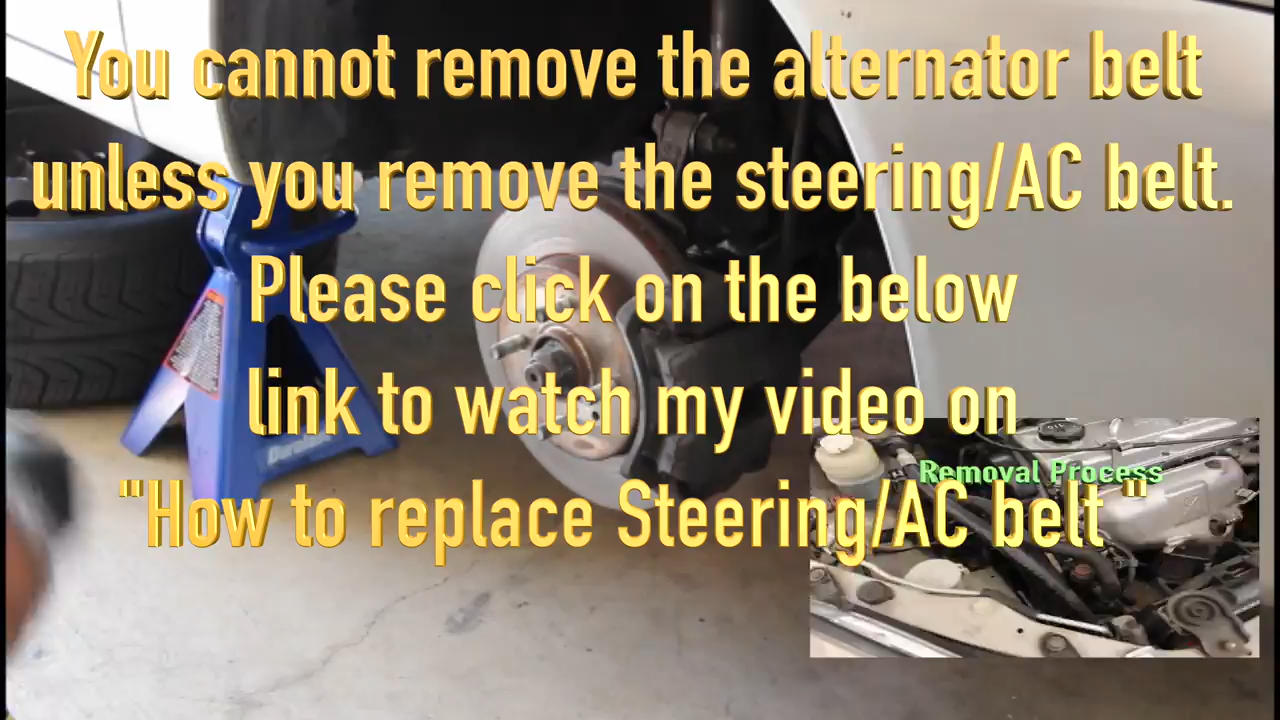 You cannot remove the alternator belt
unless you remove the steering/AC belt.
Please click on the below
link to watch my video on
"How to replace Steering/AC belt "
Removal Process